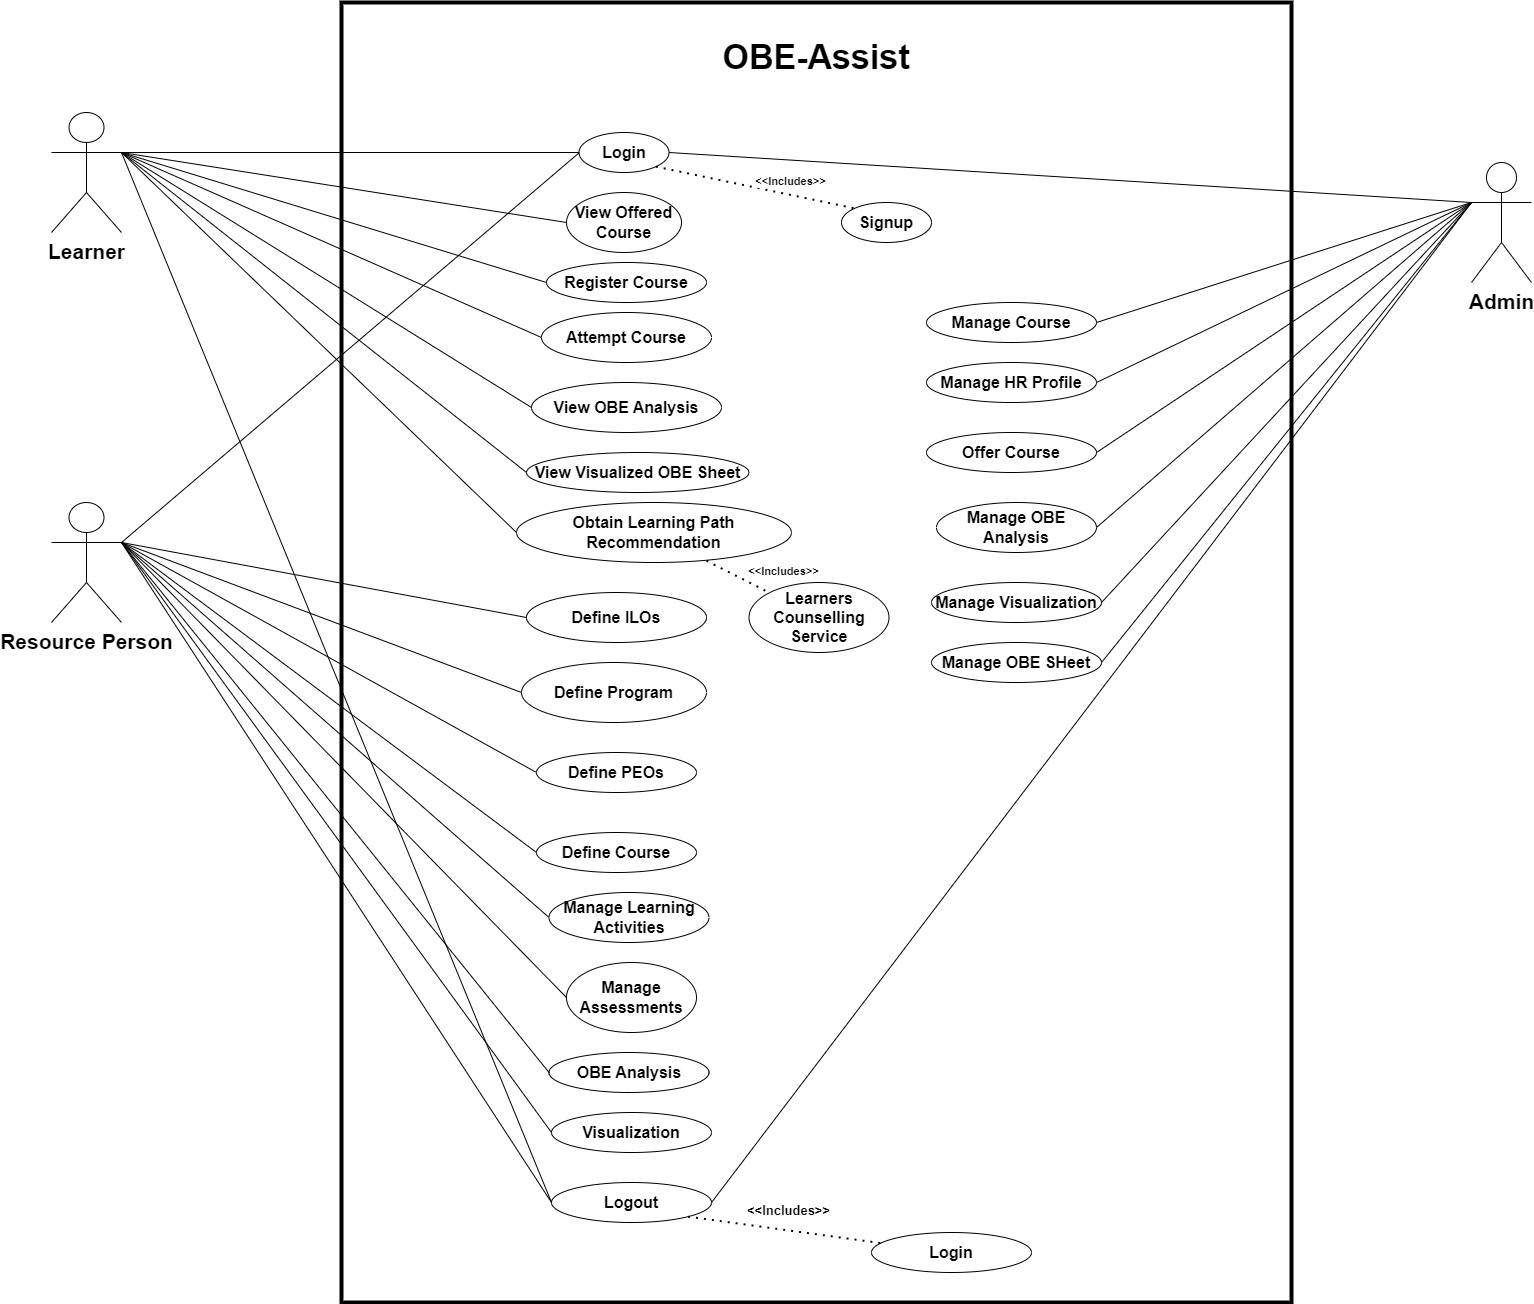 OBE-Assist
Login
<<Includes>>
Signup
View Offered
Course
Learner
Register Course
Admin
Manage Course
Attempt Course
Manage HR Profile
View OBE Analysis
Offer Course
View Visualized OBE Sheet
Obtain Learning Path
Recommendation
Manage OBE
Analysis
<<Includes>>
Learners
Counselling
Service
Manage Visualization
Define ILOs
Resource Person
Manage OBE SHeet
Define Program
Define PEOs
Define Course
Manage Learning
Activities
Manage
Assessments
OBE Analysis
Visualization
Logout
<<Includes>>
Login